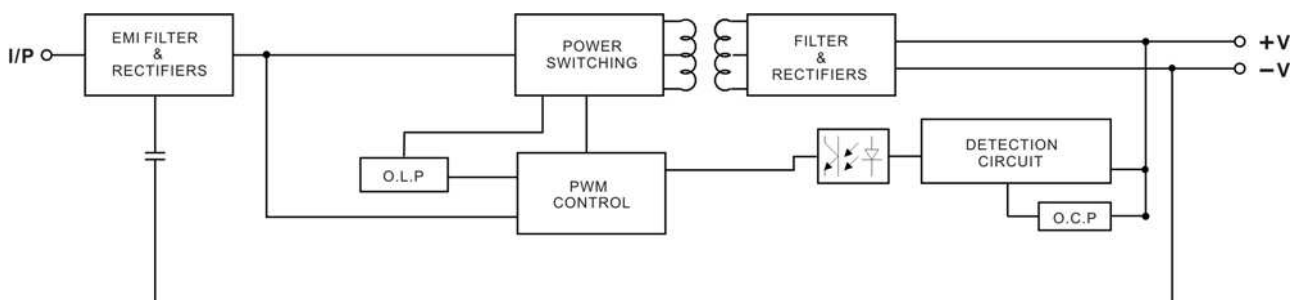 I/P
EMI FILTER
&
RECTIFIERS
POWER
SWITCHING
FILTER
&
RECTIFIERS
+V
−V
O.L.P
PWM
CONTROL
DETECTION
CIRCUIT
O.C.P